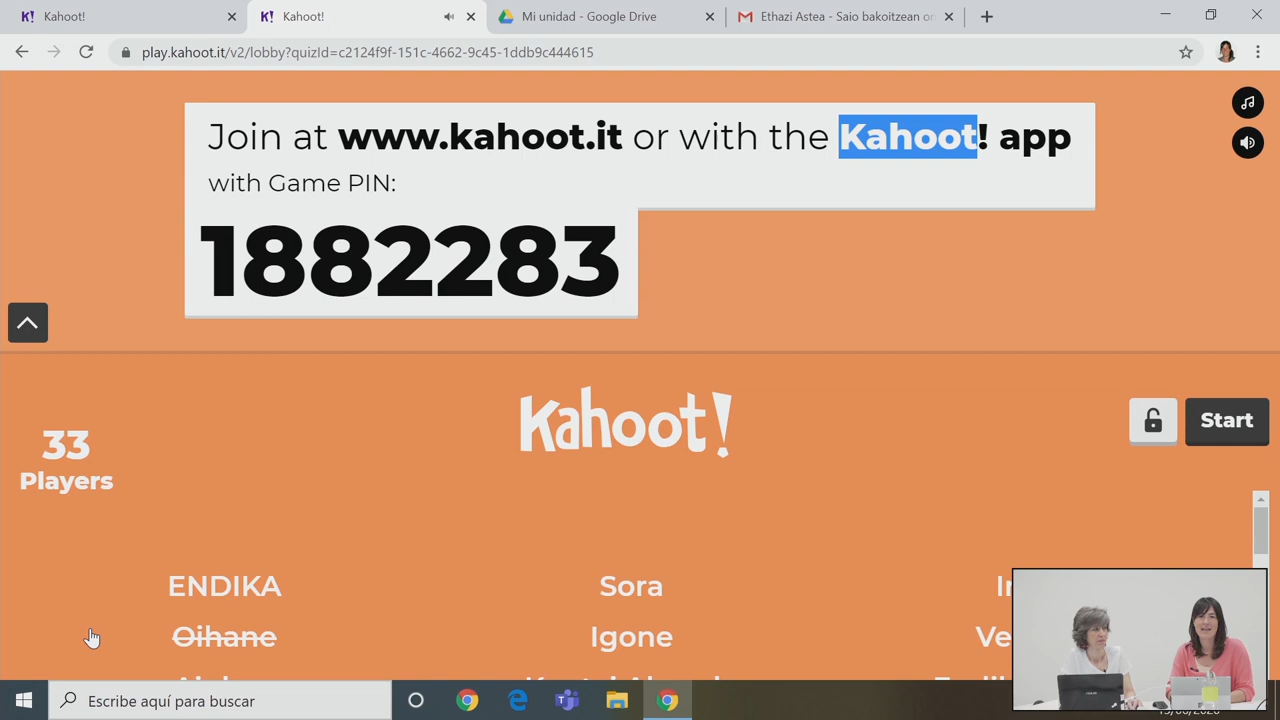 Kahoot!
Kahoot!
Mi unidad - Google Drive
Ethazi Astea - Saio bakoitzean
play.kahoot.it/v2/lobby?quizId=c2124f9f-151c-4662-9c45-1ddb9c444615
Join at www.kahoot.it or with the Kahoot! app
with Game PIN:
1882283
Kahoot!
33
Players
Start
ENDIKA
Sora
Oihane
Igone
Escribe aquí para buscar